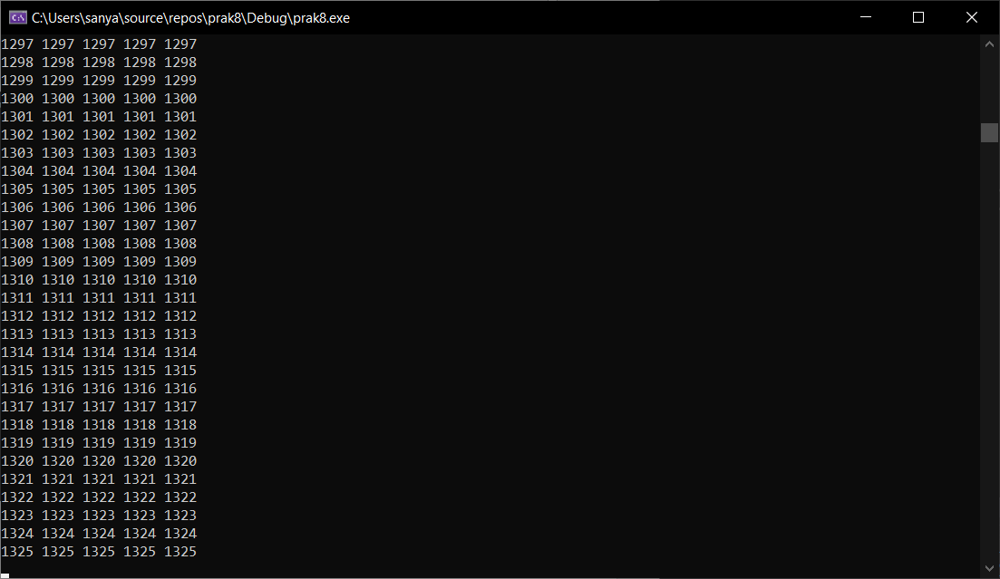 C:\Users\sanya\source\repos\prak8\Debug\prak8.exe
1297 1297 1297 1297 1297
1298 1298 1298 1298 1298
1299 1299 1299 1299 1299
1300 1300 1300 1300 1300
1301 1301 1301 1301 1301
1302 1302 1302 1302 1302
1303 1303 1303 1303 1303
1304 1304 1304 1304 1304
1305 1305 1305 1305 1305
1306 1306 1306 1306 1306
1307 1307 1307 1307 1307
1308 1308 1308 1308 1308
1309 1309 1309 1309 1309
1310 1310 1310 1310 1310
1311 1311 1311 1311 1311
1312 1312 1312 1312 1312
1313 1313 1313 1313 1313
1314 1314 1314 1314 1314
1315 1315 1315 1315 1315
1316 1316 1316 1316 1316
1317 1317 1317 1317 1317
1318 1318 1318 1318 1318
1319 1319 1319 1319 1319
1320 1320 1320 1320 1320
1321 1321 1321 1321 1321
1322 1322 1322 1322 1322
1323 1323 1323 1323 1323
1324 1324 1324 1324 1324
1325 1325 1325 1325 1325